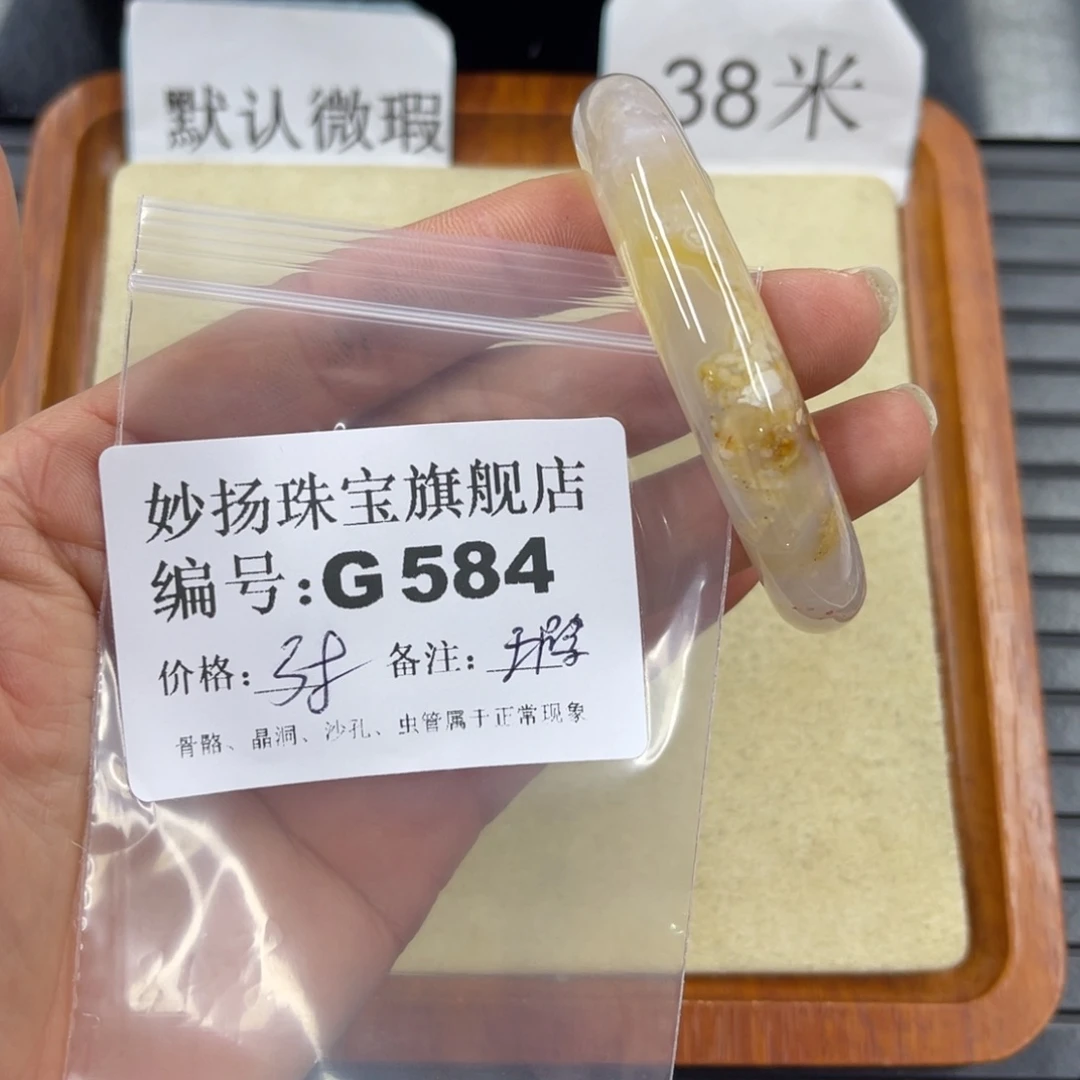 默认微瑕
38米
妙扬珠宝旗舰店
编号:G584
价格: 备注:
骨骼、晶洞、沙孔、虫管属于正常现象